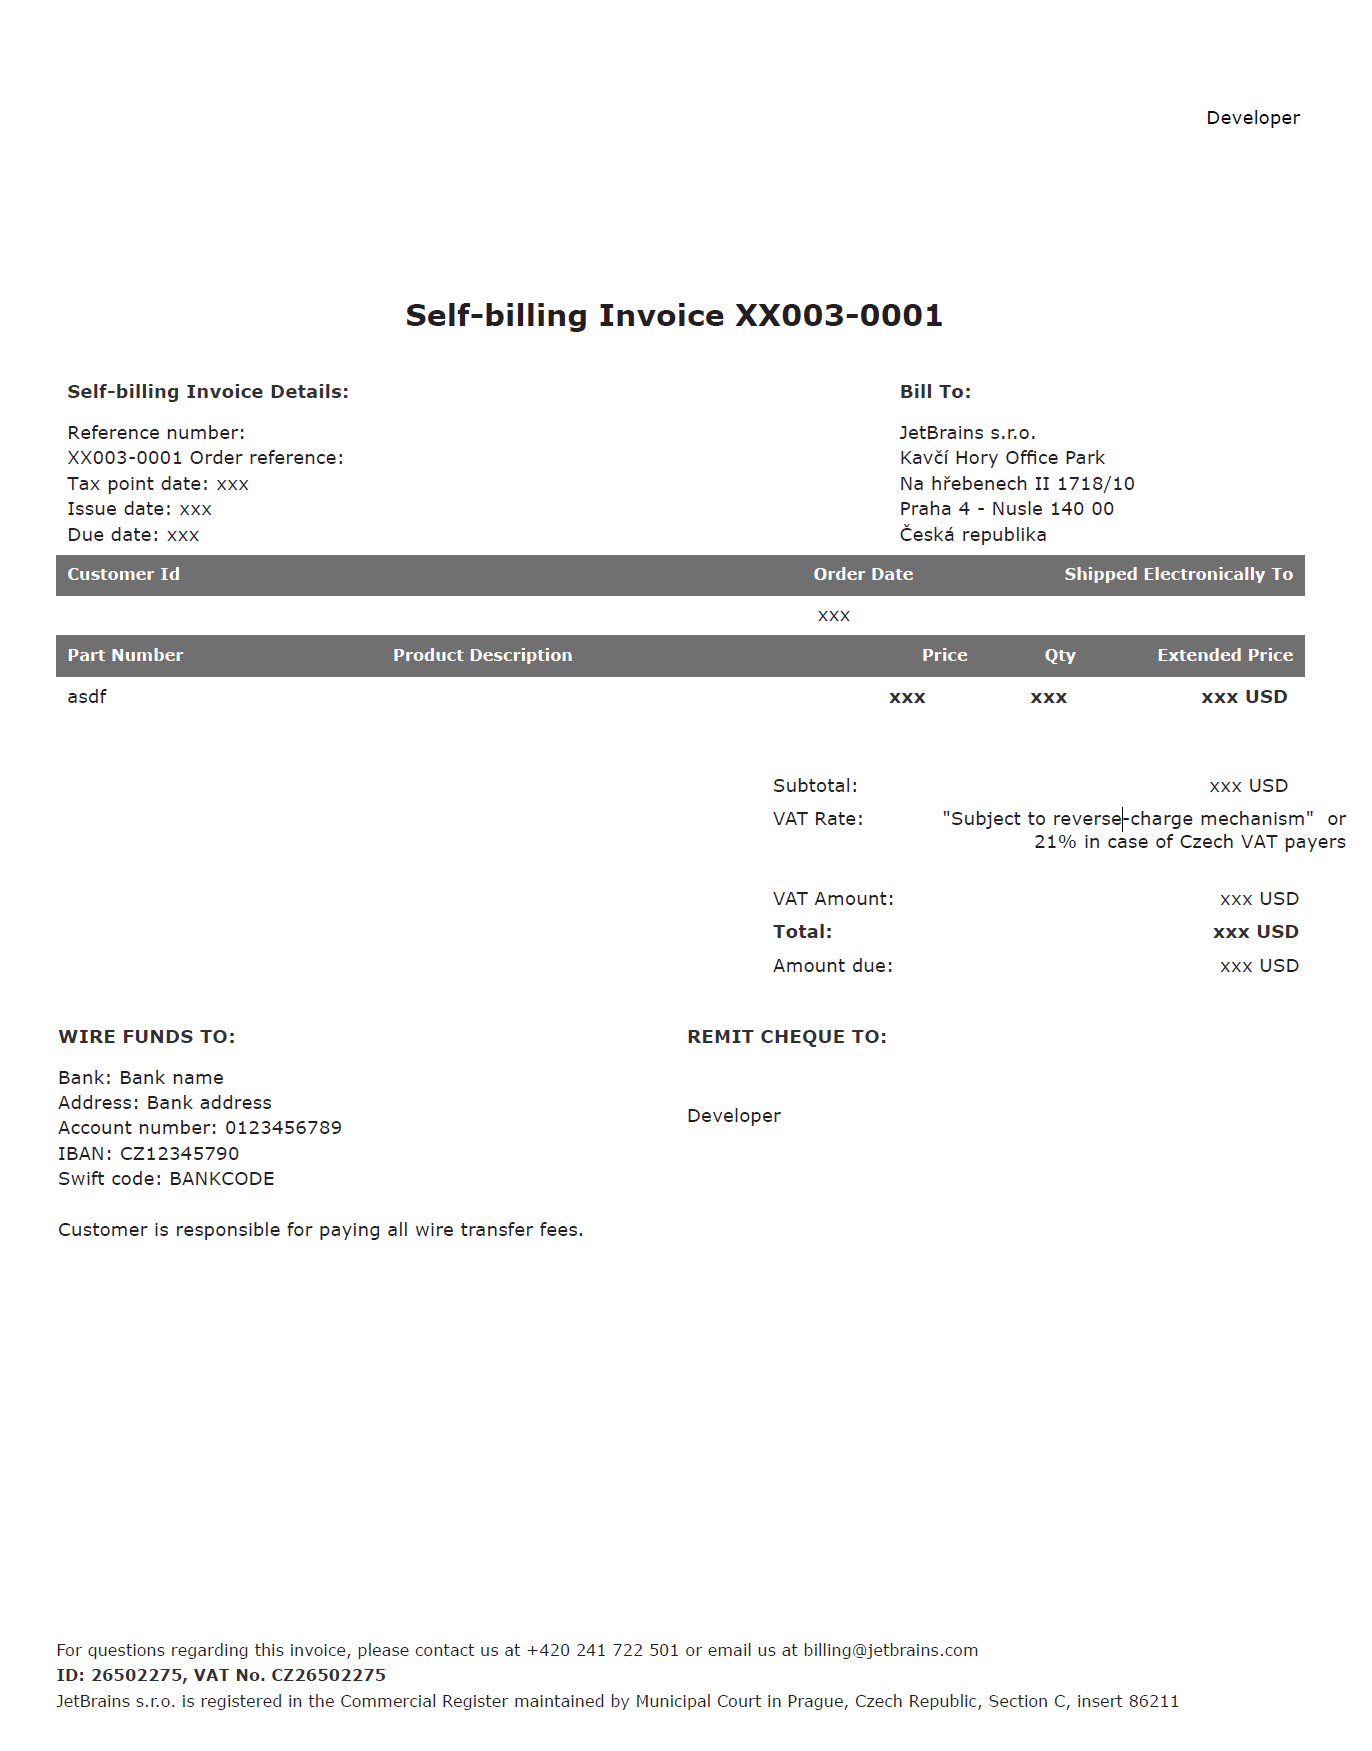 Developer
Self-billing Invoice XX003-0001
Self-billing Invoice Details:
Reference number:
XX003-0001 Order reference:
Tax point date: xxx
Issue date: xxx
Due date: xxx
Bill To:
JetBrains s.r.o.
Kavčí Hory Office Park
Na hřebenech II 1718/10
Praha 4 - Nusle 140 00
Česká republika
Customer Id Order Date Shipped Electronically To
xxx
Part Number Product Description Price Qty Extended Price
asdf xxx xxx xxx USD
Subtotal: xxx USD
VAT Rate: "Subject to reverse-charge mechanism"  or
21% in case of Czech VAT payers
VAT Amount: xxx USD
Total: xxx USD
Amount due: xxx USD
WIRE FUNDS TO:
Bank: Bank name
Address: Bank address
Account number: 0123456789
IBAN: CZ12345790
Swift code: BANKCODE
Customer is responsible for paying all wire transfer fees.
REMIT CHEQUE TO:
Developer
For questions regarding this invoice, please contact us at +420 241 722 501 or email us at billing@jetbrains.com
ID: 26502275, VAT No. CZ26502275
JetBrains s.r.o. is registered in the Commercial Register maintained by Municipal Court in Prague, Czech Republic, Section C, insert 86211